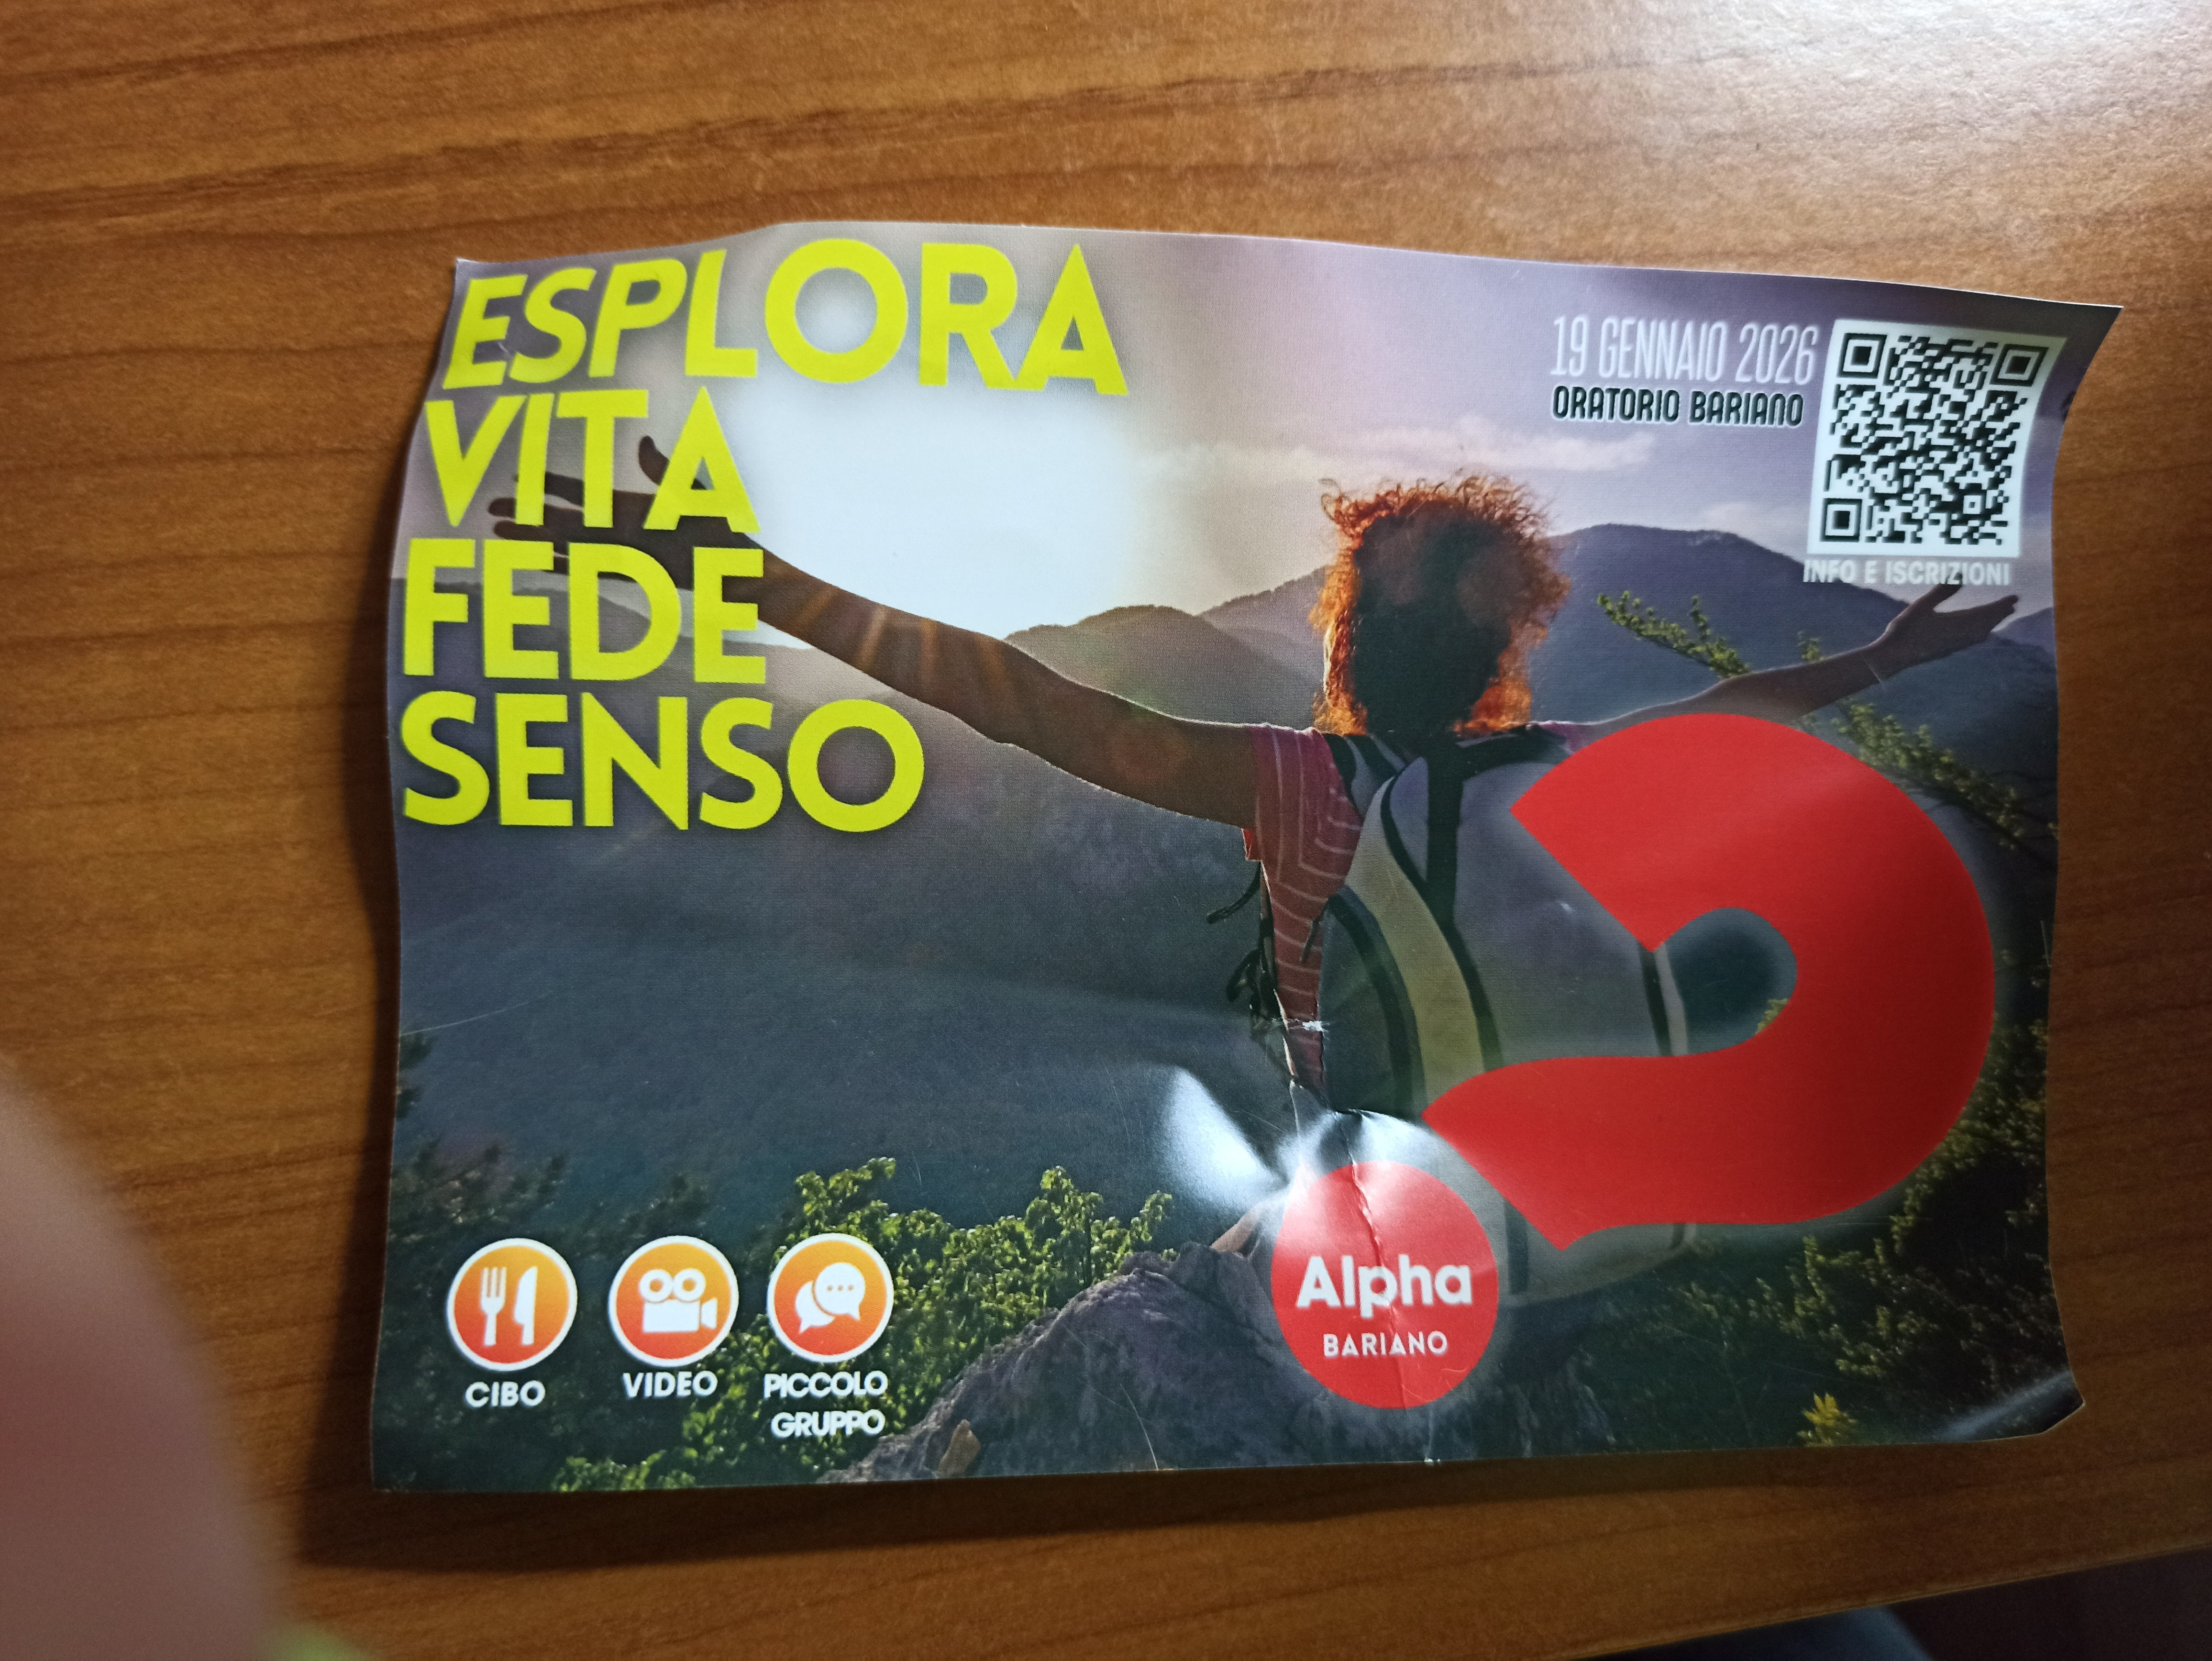 ESPLORA
VITA
FEDE
SENSO
19 GENNAIO 2026
ORATORIO BARIANO
INFO E ISCRIZIONI
CIBO
VIDEO
PICCOLO
GRUPPO
Alpha
BARIANO